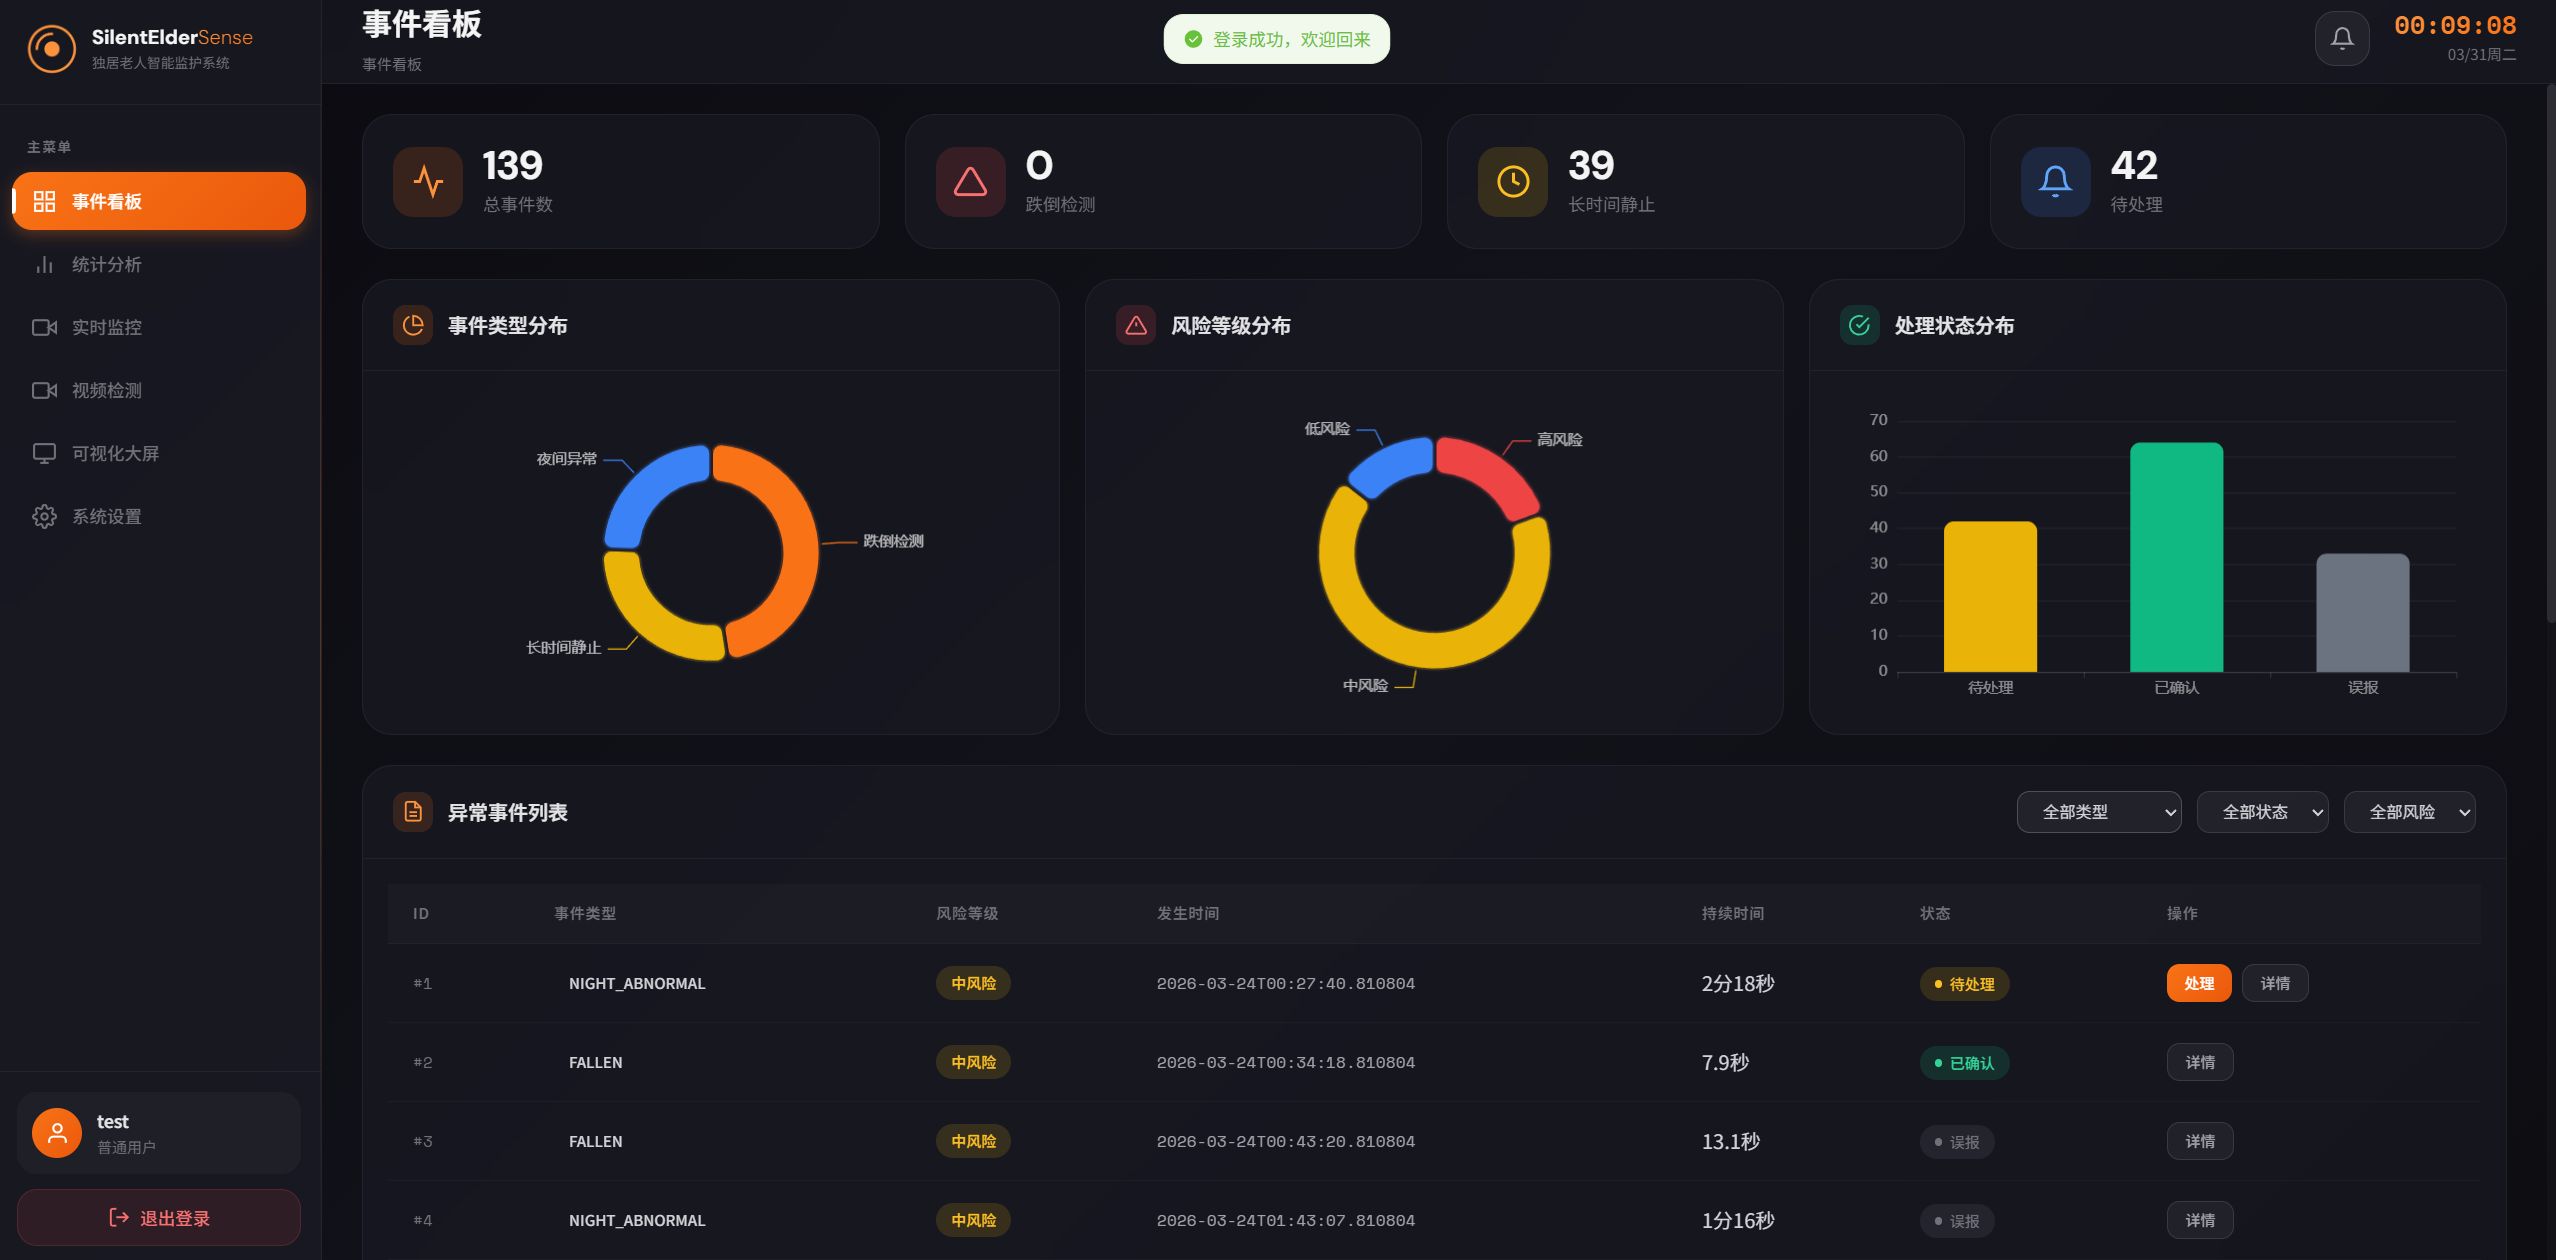 SilentElderSense
独居老人智能监护系统
主菜单
事件看板
统计分析
实时监控
视频检测
可视化大屏
系统设置
test
普通用户
退出登录
事件看板
事件看板
登录成功，欢迎回来
00:09:08
03/31周二
139
总事件数
0
跌倒检测
39
长时间静止
42
待处理
事件类型分布
夜间异常
跌倒检测
长时间静止
风险等级分布
低风险
高风险
中风险
处理状态分布
70
60
50
40
30
20
10
0
待处理 已确认 误报
异常事件列表
全部类型 全部状态 全部风险
ID 事件类型 风险等级 发生时间 持续时间 状态 操作
#1 NIGHT_ABNORMAL 中风险 2026-03-24T00:27:40.810804 2分18秒 待处理 处理 详情
#2 FALLEN 中风险 2026-03-24T00:34:18.810804 7.9秒 已确认 详情
#3 FALLEN 中风险 2026-03-24T00:43:20.810804 13.1秒 误报 详情
#4 NIGHT_ABNORMAL 中风险 2026-03-24T01:43:07.810804 1分16秒 误报 详情